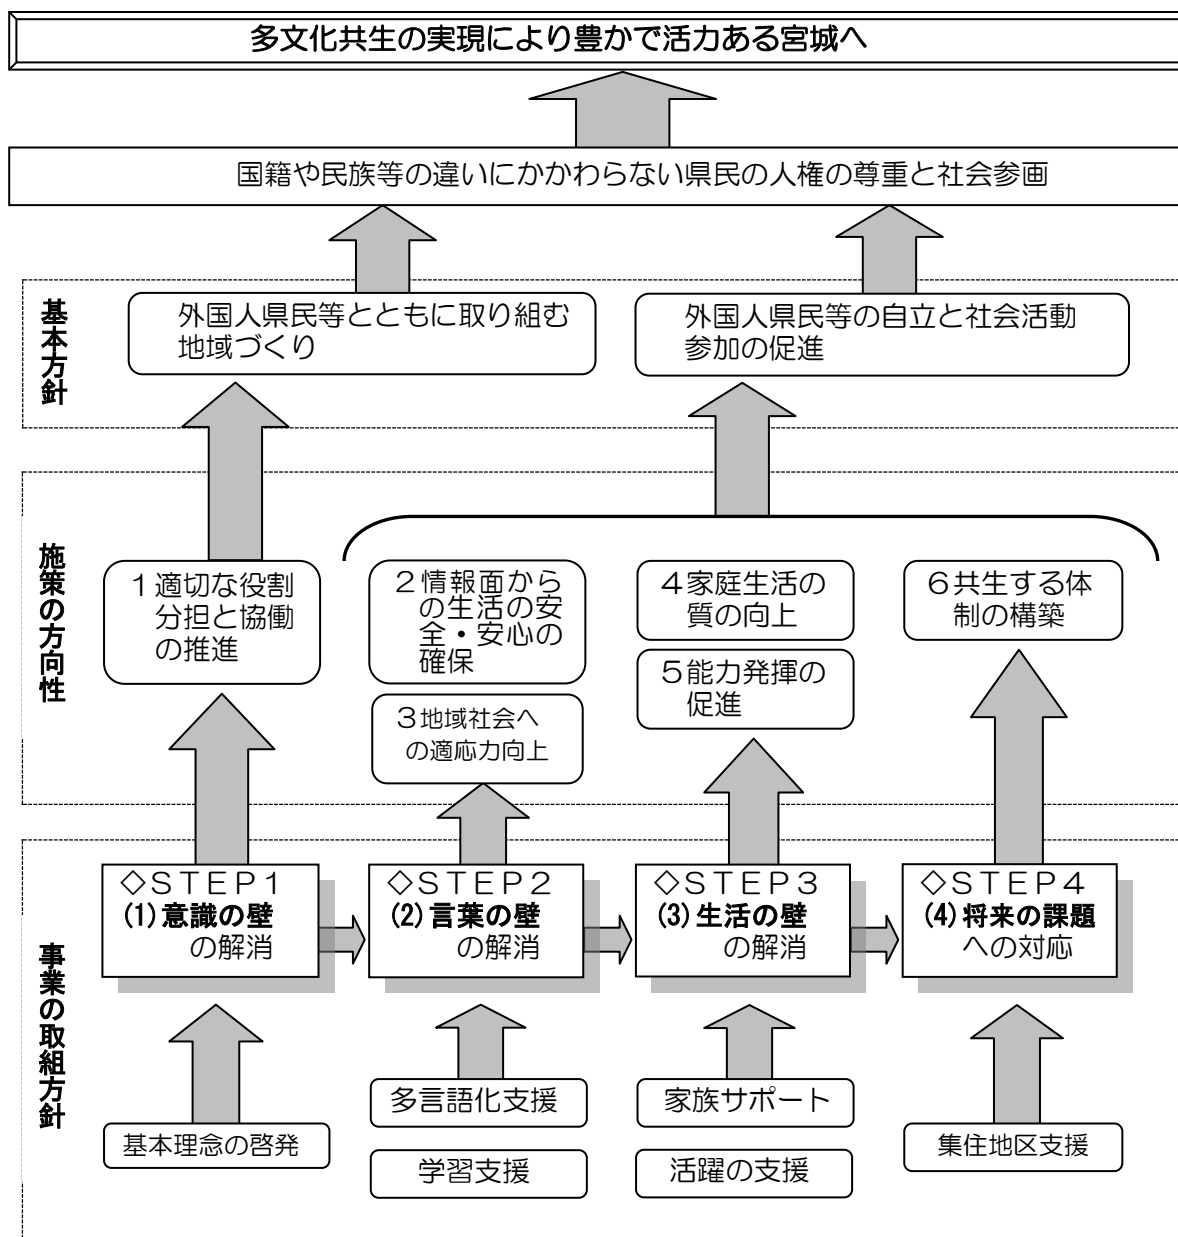 多文化共生の実現により豊かで活力ある宮城へ
国籍や民族等の違いにかかわらない県民の人権の尊重と社会参画
基本方針
外国人県民等とともに取り組む
地域づくり
外国人県民等の自立と社会活動
参加の促進
施策の方向性
1適切な役割
分担と協働
の推進
2情報面から
の生活の安
全・安心の
確保
3地域社会へ
の適応力向上
4家庭生活の
質の向上
5能力発揮の
促進
6共生する体
制の構築
事業の取組方針
◇STEP1
(1)意識の壁
の解消
◇STEP2
(2)言葉の壁
の解消
◇STEP3
(3)生活の壁
の解消
◇STEP4
(4)将来の課題
への対応
基本理念の啓発
多言語化支援
学習支援
家族サポート
活躍の支援
集住地区支援